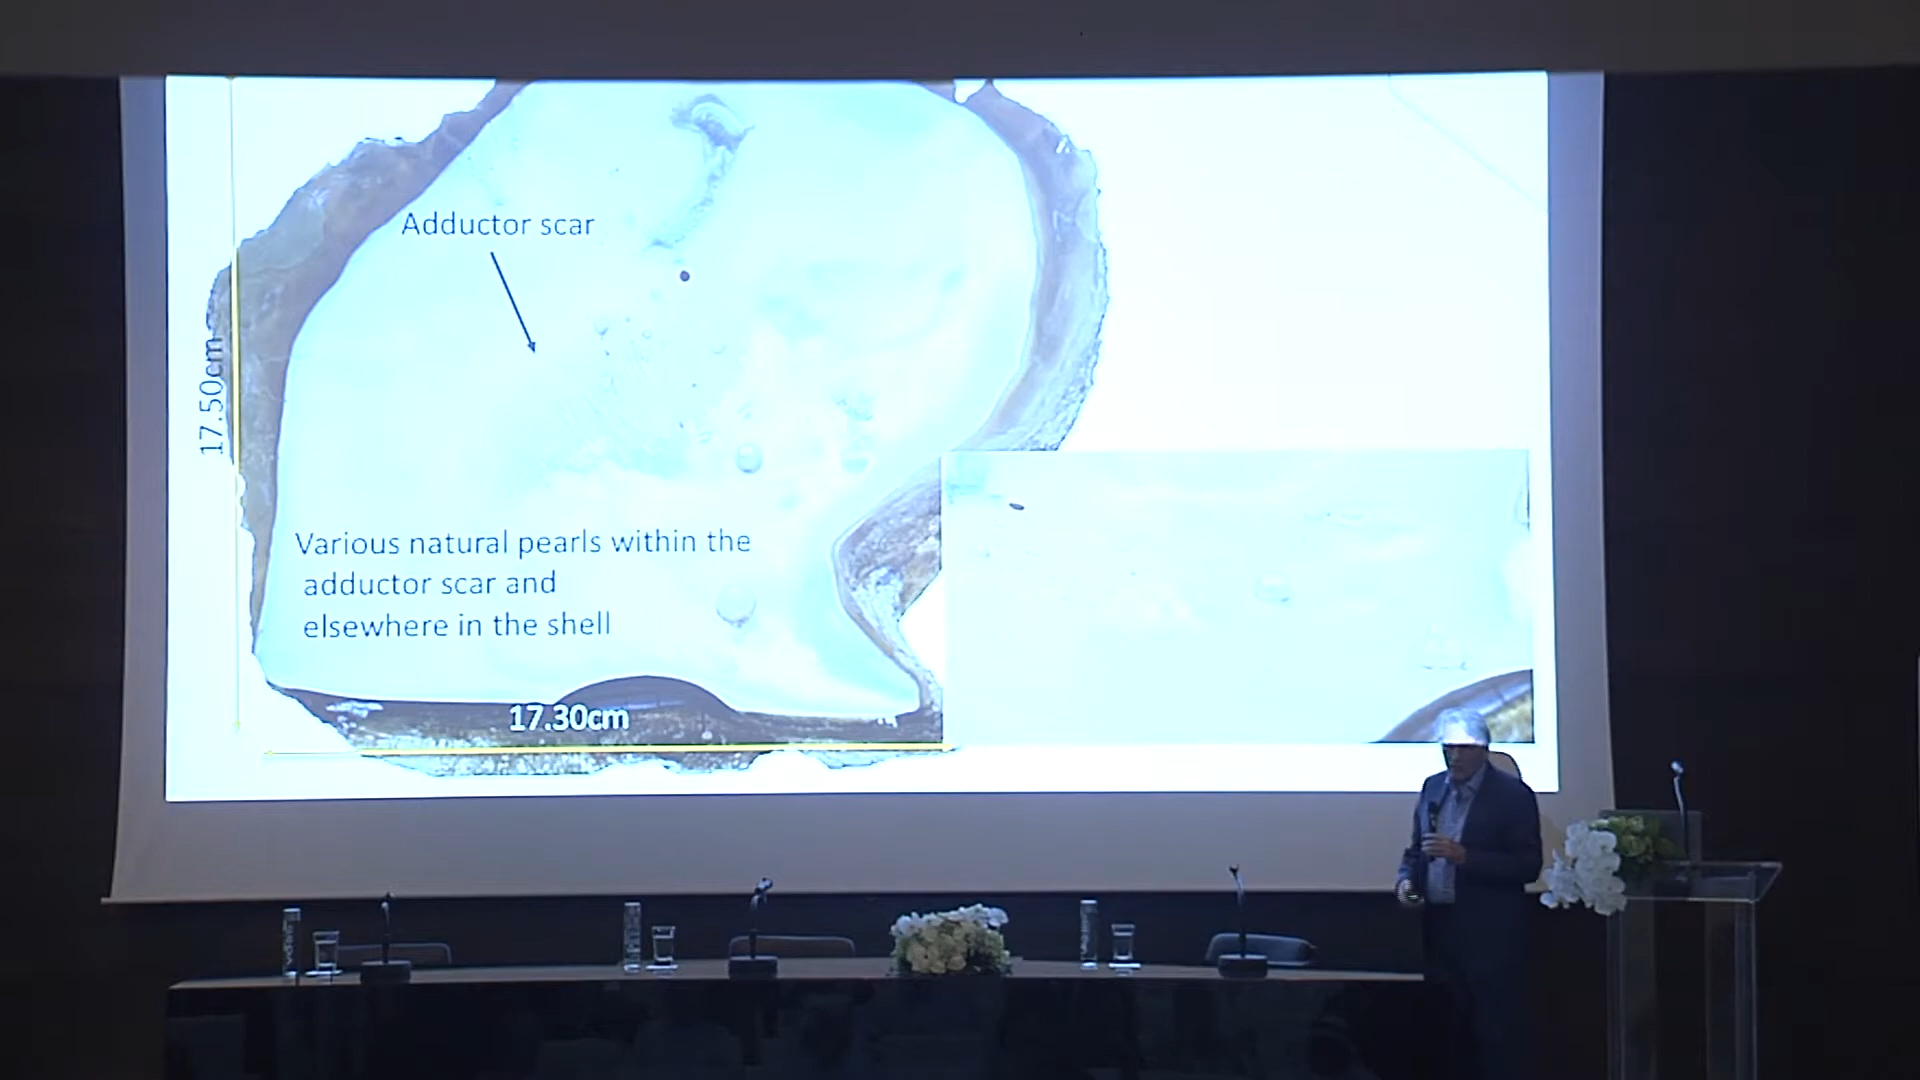 Adductor scar
17.50cm
Various natural pearls within the
adductor scar and
elsewhere in the shell
17.30cm